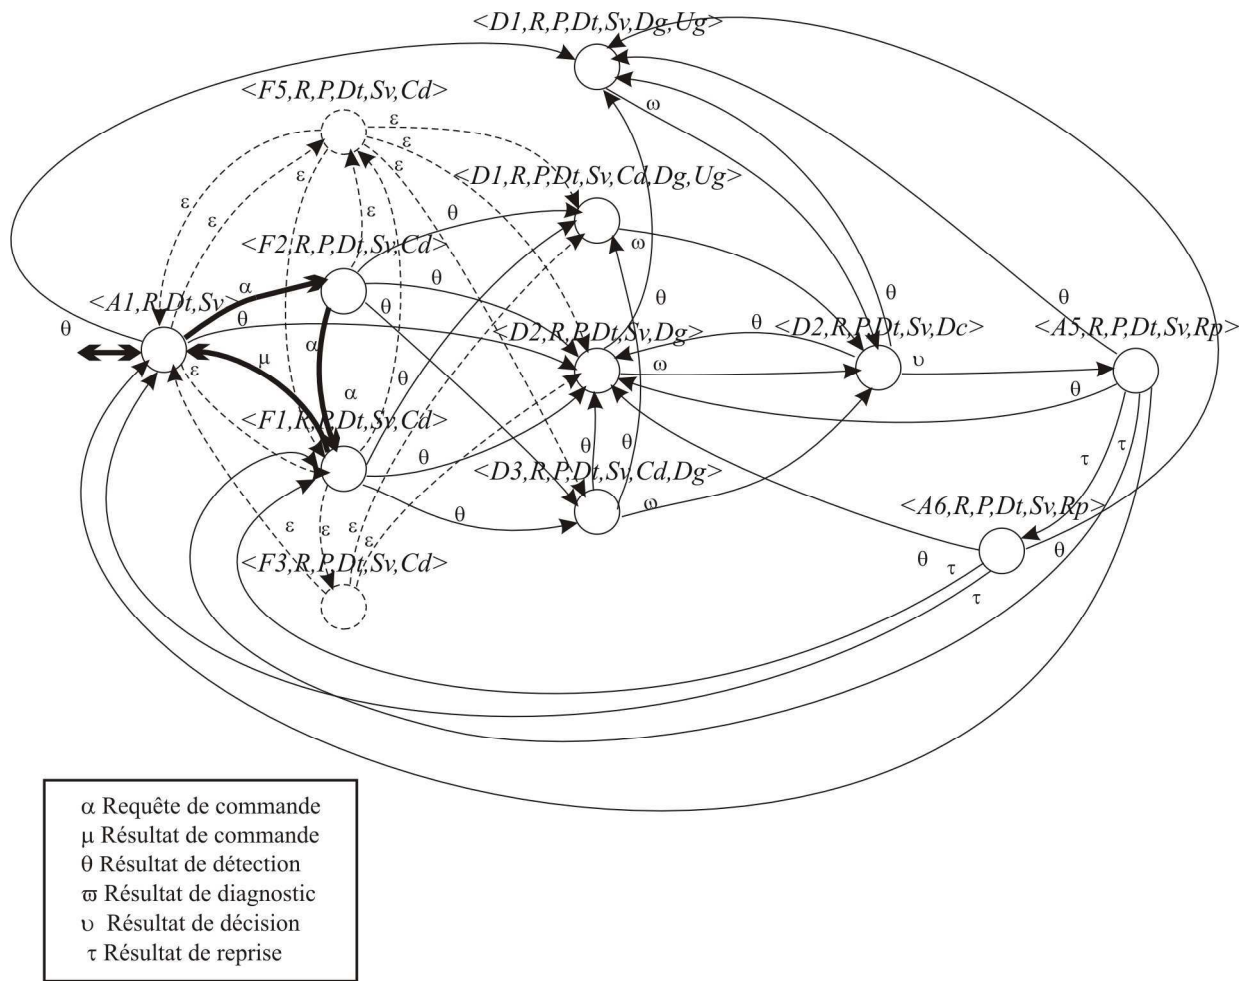 <D1,R,P,Dt,Sv,Dg,Ug>
ω
<F5,R,P,Dt,Sv,Cd>
ε
ε
ε
ε
ε
ε
<D1,R,P,Dt,Sv,Cd,Dg,Ug>
ε
ε
θ
ω
<F2,R,P,Dt,Sv,Cd>
ε
<A1,R,Dt,Sv>
α
θ
θ
θ
θ
θ
θ
θ
<D2,R,P,Dt,Sv,Dg>
θ
<D2,R,P,Dt,Sv,Dc>
<A5,R,P,Dt,Sv,Rp>
α
μ
ε
θ
ω
υ
θ
α
<F1,R,P,Dt,Sv,Cd>
θ
θ
θ
τ
τ
<D3,R,P,Dt,Sv,Cd,Dg>
ω
<A6,R,P,Dt,Sv,Rp>
θ
ε
ε
ε
ε
<F3,R,P,Dt,Sv,Cd>
θ
τ
θ
τ
α Requête de commande
μ Résultat de commande
θ Résultat de détection
ϖ Résultat de diagnostic
υ Résultat de décision
τ Résultat de reprise